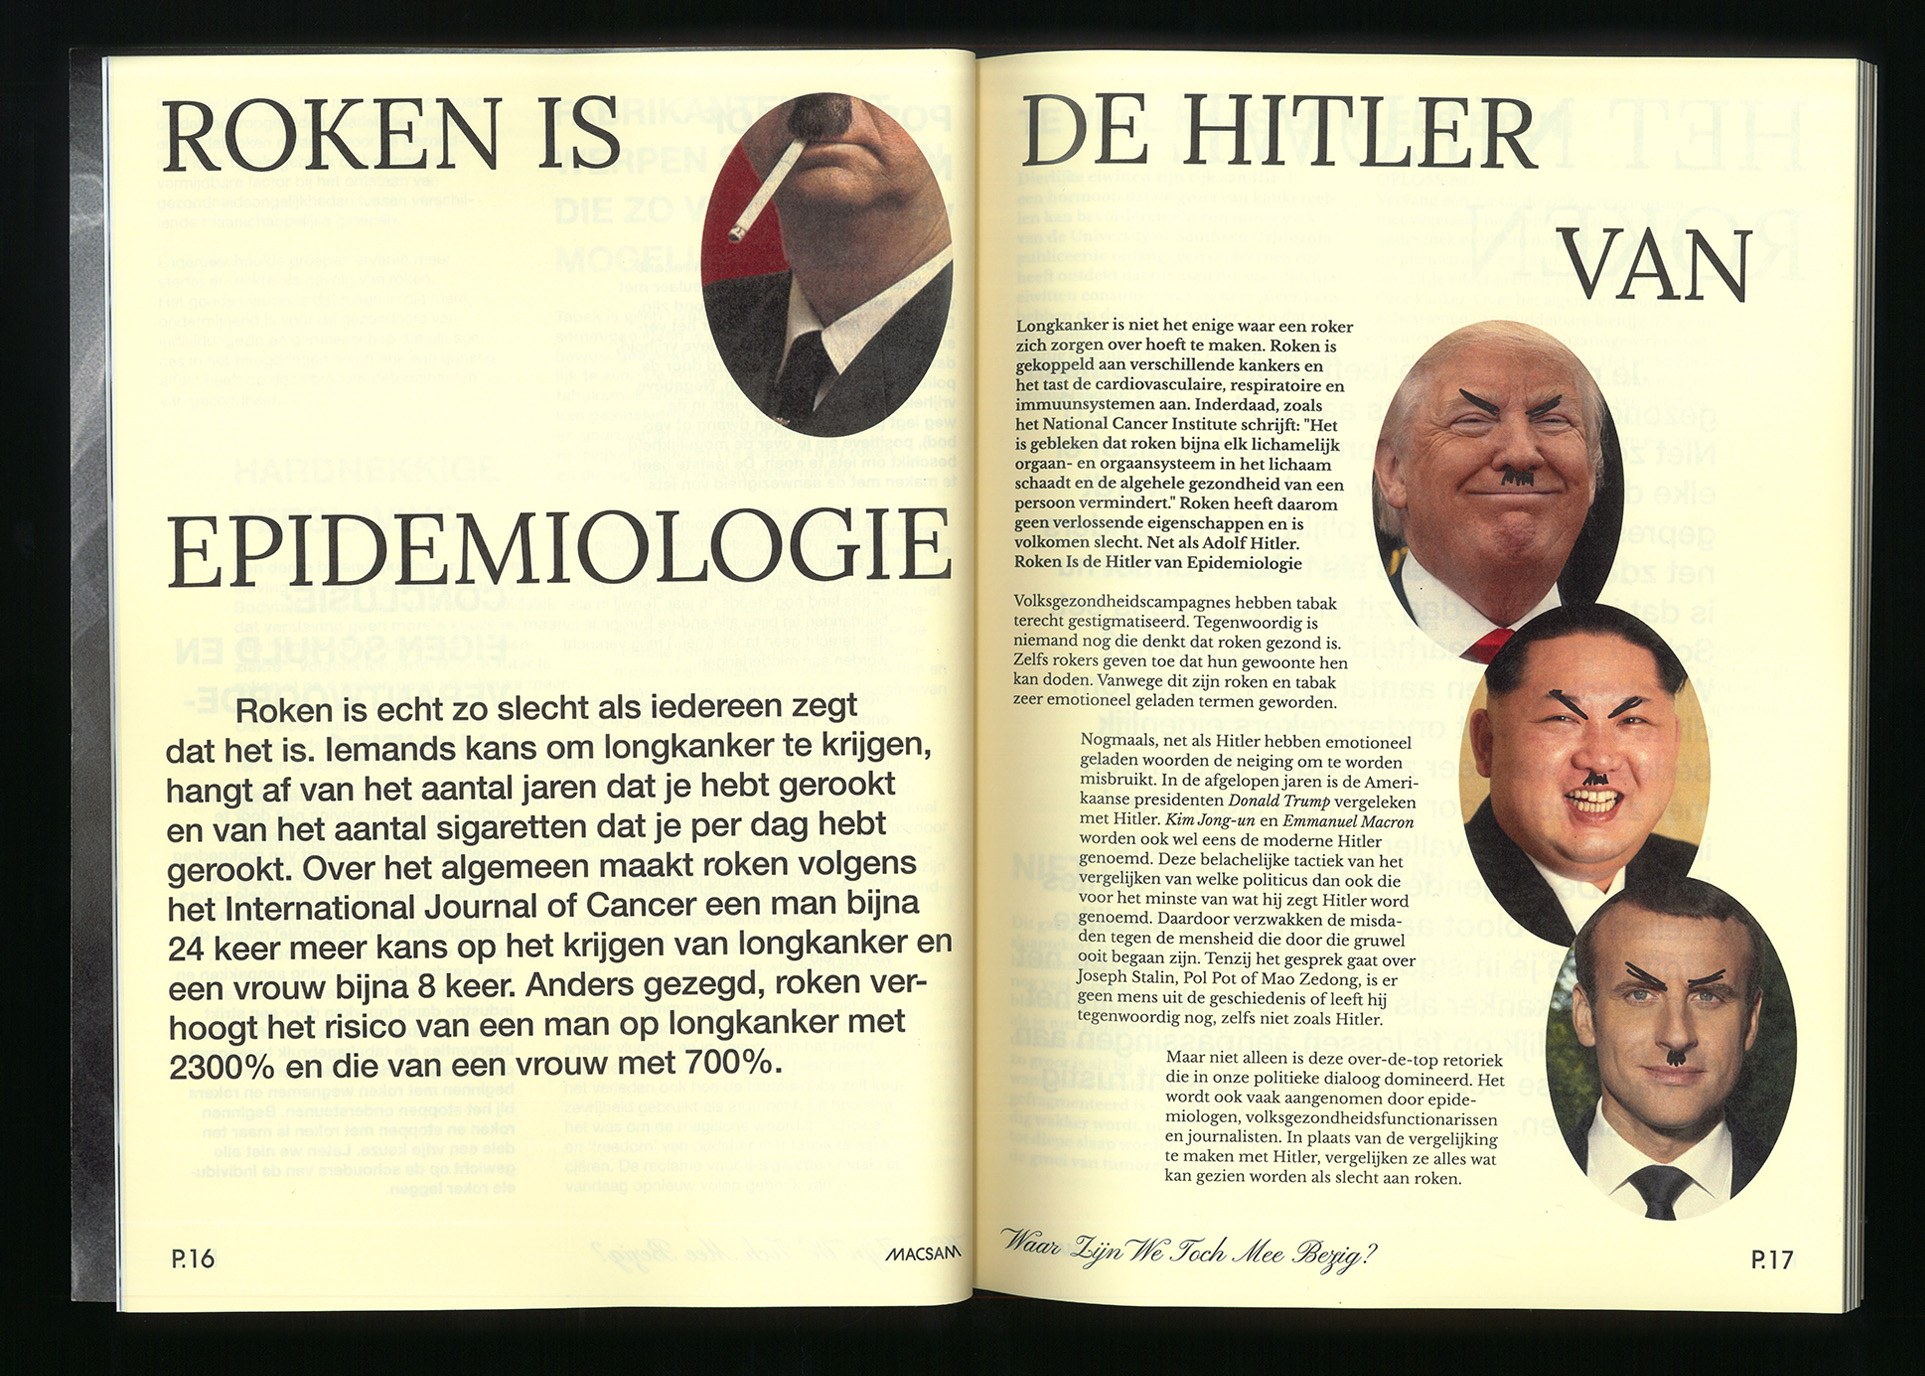 ROKEN IS
DE HITLER
VAN
EPIDEMIOLOGIE
Roken is echt zo slecht als iedereen zegt
dat het is. Iemands kans om longkanker te krijgen,
hangt af van het aantal jaren dat je hebt gerookt
en van het aantal sigaretten dat je per dag hebt
gerookt. Over het algemeen maakt roken volgens
het International Journal of Cancer een man bijna
24 keer meer kans op het krijgen van longkanker en
een vrouw bijna 8 keer. Anders gezegd, roken ver-
hoogt het risico van een man op longkanker met
2300% en die van een vrouw met 700%.
P.16
MACSAM
Longkanker is niet het enige waar een roker
zich zorgen over hoeft te maken. Roken is
gekoppeld aan verschillende kankers en
het tast de cardiovasculaire, respiratoire en
immuunsystemen aan. Inderdaad, zoals
het National Cancer Institute schrijft: "Het
is gebleken dat roken bijna elk lichamelijk
orgaan- en orgaansysteem in het lichaam
schaadt en de algehele gezondheid van een
persoon vermindert." Roken heeft daarom
geen verlossende eigenschappen en is
volkomen slecht. Net als Adolf Hitler.
Roken Is de Hitler van Epidemiologie
Volksgezondheidscampagnes hebben tabak
terecht gestigmatiseerd. Tegenwoordig is
niemand nog die denkt dat roken gezond is.
Zelfs rokers geven toe dat hun gewoonte hen
kan doden. Vanwege dit zijn roken en tabak
zeer emotioneel geladen termen geworden.
Nogmaals, net als Hitler hebben emotioneel
geladen woorden de neiging om te worden
misbruikt. In de afgelopen jaren is de Ameri-
kaanse presidenten Donald Trump vergeleken
met Hitler. Kim Jong-un en Emmanuel Macron
worden ook wel eens de moderne Hitler
genoemd. Deze belachelijke tactiek van het
vergelijken van welke politicus dan ook die
voor het minste van wat hij zegt Hitler word
genoemd. Daardoor verzwakken de misda-
den tegen de mensheid die door die gruwel
ooit begaan zijn. Tenzij het gesprek gaat over
Joseph Stalin, Pol Pot of Mao Zedong, is er
geen mens uit de geschiedenis of leeft hij
tegenwoordig nog, zelfs niet zoals Hitler.
Maar niet alleen is deze over-de-top retoriek
die in onze politieke dialoog domineerd. Het
wordt ook vaak aangenomen door epide-
miologen, volksgezondheidsfunctionarissen
en journalisten. In plaats van de vergelijking
te maken met Hitler, vergelijken ze alles wat
kan gezien worden als slecht aan roken.
Waar Zijn We Toch Mee Bezig?
P.17